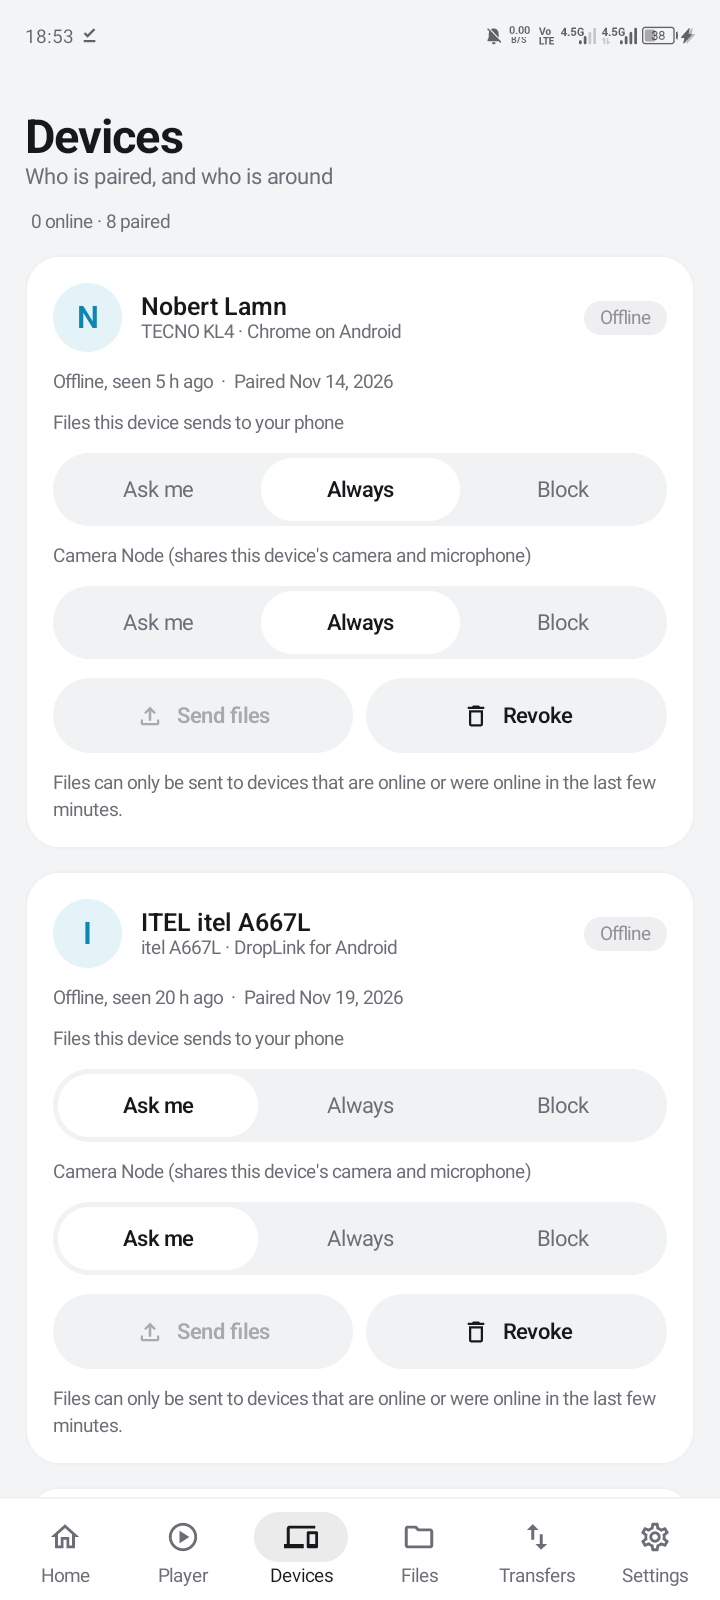 18:53
0.00 B/S Vo LTE 4.5G 4.5G 38
Devices
Who is paired, and who is around
0 online · 8 paired
N
Nobert Lamn
TECNO KL4 · Chrome on Android
Offline
Offline, seen 5 h ago · Paired Nov 14, 2026
Files this device sends to your phone
Ask me Always Block
Camera Node (shares this device's camera and microphone)
Ask me Always Block
Send files Revoke
Files can only be sent to devices that are online or were online in the last few
minutes.
I
ITEL itel A667L
itel A667L · DropLink for Android
Offline
Offline, seen 20 h ago · Paired Nov 19, 2026
Files this device sends to your phone
Ask me Always Block
Camera Node (shares this device's camera and microphone)
Ask me Always Block
Send files Revoke
Files can only be sent to devices that are online or were online in the last few
minutes.
Home Player Devices Files Transfers Settings